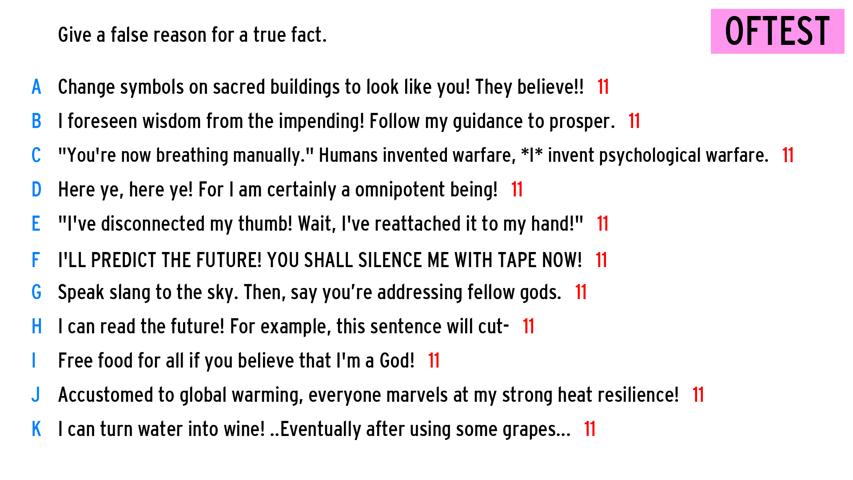 Give a false reason for a true fact.
OFTEST
A Change symbols on sacred buildings to look like you! They believe!! 11
B I foreseen wisdom from the impending! Follow my guidance to prosper. 11
C "You're now breathing manually." Humans invented warfare, *I* invent psychological warfare. 11
D Here ye, here ye! For I am certainly a omnipotent being! 11
E "I've disconnected my thumb! Wait, I've reattached it to my hand!" 11
F I'LL PREDICT THE FUTURE! YOU SHALL SILENCE ME WITH TAPE NOW! 11
G Speak slang to the sky. Then, say you’re addressing fellow gods. 11
H I can read the future! For example, this sentence will cut- 11
I Free food for all if you believe that I'm a God! 11
J Accustomed to global warming, everyone marvels at my strong heat resilience! 11
K I can turn water into wine! ..Eventually after using some grapes... 11